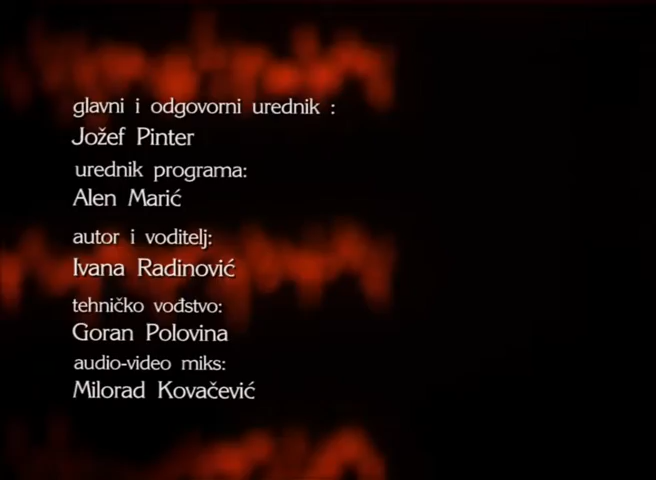 glavni i odgovorni urednik :
Jožef Pinter
urednik programa:
Alen Marić
autor i voditelj:
Ivana Radinović
tehničko vođstvo:
Goran Polovina
audio-video miks:
Milorad Kovačević